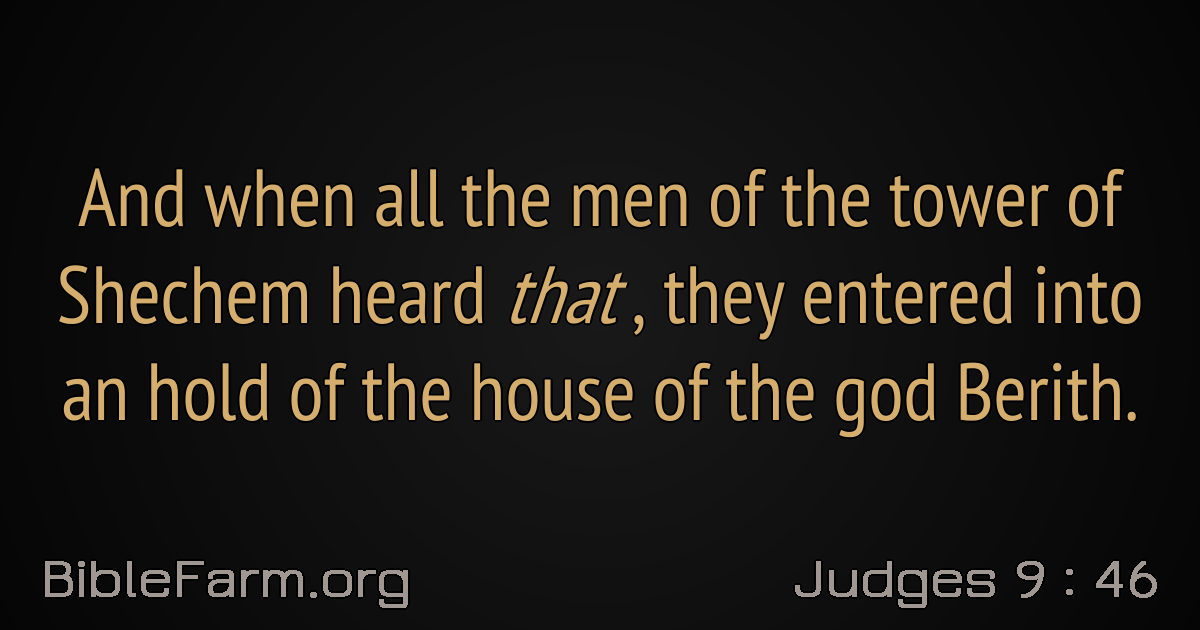 And when all the men of the tower of
Shechem heard that , they entered into
an hold of the house of the god Berith.
BibleFarm.org
Judges 9 : 46